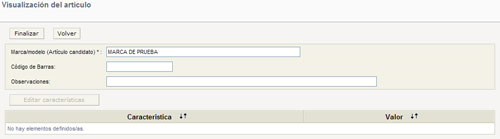 Visualización del artículo
Finalizar Volver
Marca/modelo (Artículo candidato) *: MARCA DE PRUEBA
Código de Barras:
Observaciones:
Editar características
Característica Valor
No hay elementos definidos/as.